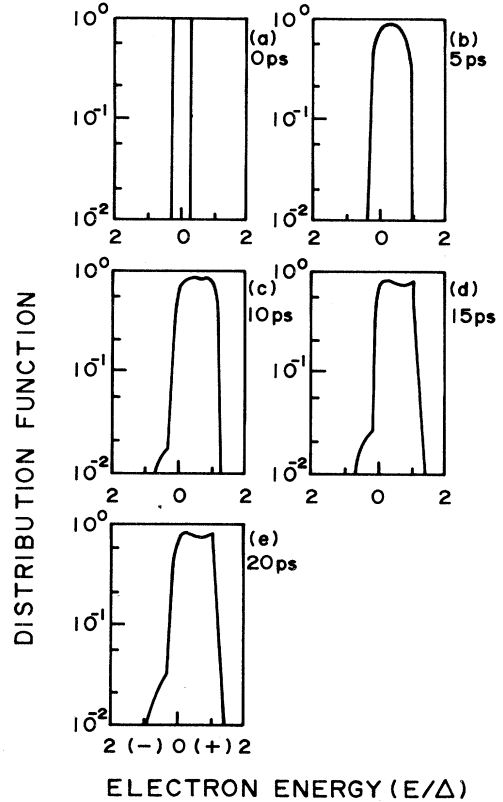 10⁰
10⁻¹
10⁻²
2 0 2
(a)
0ps
10⁰
10⁻¹
10⁻²
2 0 2
(b)
5ps
10⁰
10⁻¹
10⁻²
2 0 2
(c)
10ps
10⁰
10⁻¹
10⁻²
2 0 2
(d)
15ps
10⁰
10⁻¹
10⁻²
2 (-) 0 (+) 2
(e)
20ps
DISTRIBUTION FUNCTION
ELECTRON ENERGY (E/Δ)